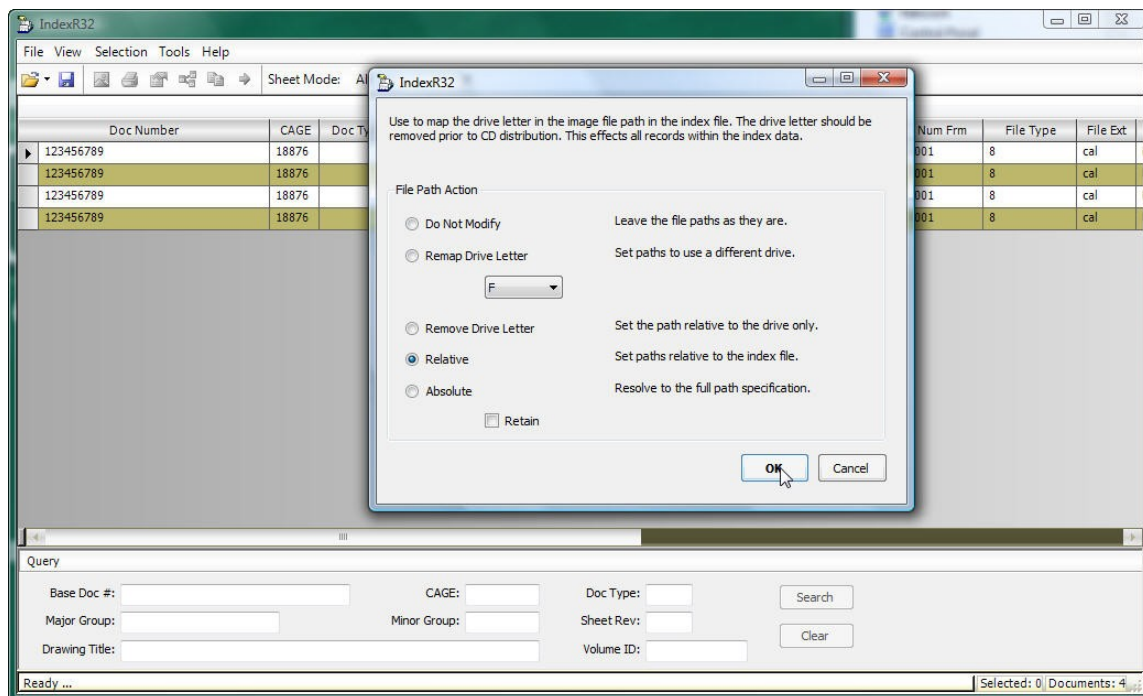 IndexR32
File View Selection Tools Help
Sheet Mode: Al
IndexR32
Use to map the drive letter in the image file path in the index file. The drive letter should be
removed prior to CD distribution. This effects all records within the index data.
File Path Action
Do Not Modify Leave the file paths as they are.
Remap Drive Letter Set paths to use a different drive.
F
Remove Drive Letter Set the path relative to the drive only.
Relative Set paths relative to the index file.
Absolute Resolve to the full path specification.
Retain
OK Cancel
Doc Number CAGE Doc Ty Num Frm File Type File Ext
123456789 18876 001 8 cal
123456789 18876 001 8 cal
123456789 18876 001 8 cal
123456789 18876 001 8 cal
Query
Base Doc #: CAGE: Doc Type: Search
Major Group: Minor Group: Sheet Rev: Clear
Drawing Title: Volume ID:
Ready ... Selected: 0 Documents: 4